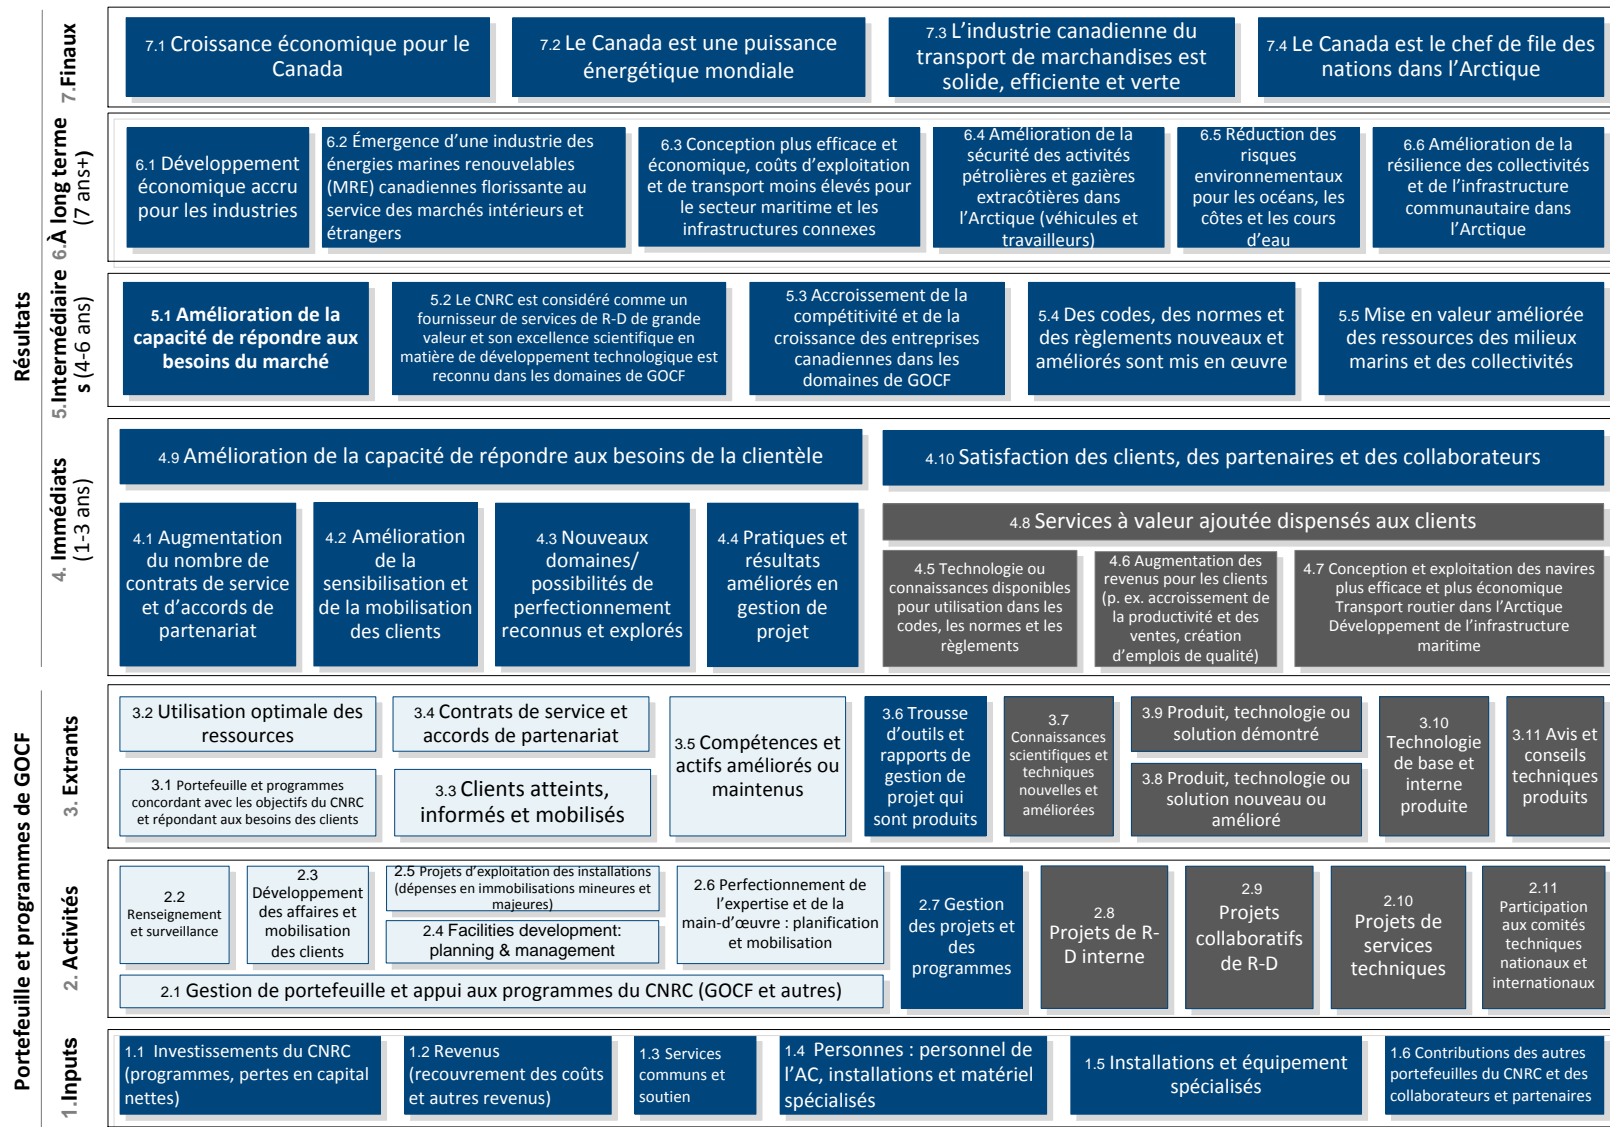 Résultats
7.Finaux
7.1 Croissance économique pour le
Canada
7.2 Le Canada est une puissance
énergétique mondiale
7.3 L’industrie canadienne du
transport de marchandises est
solide, efficiente et verte
7.4 Le Canada est le chef de file des
nations dans l’Arctique
6.À long terme
(7 ans+)
6.1 Développement
économique accru
pour les industries
6.2 Émergence d’une industrie des
énergies marines renouvelables
(MRE) canadiennes florissante au
service des marchés intérieurs et
étrangers
6.3 Conception plus efficace et
économique, coûts d’exploitation
et de transport moins élevés pour
le secteur maritime et les
infrastructures connexes
6.4 Amélioration de la
sécurité des activités
pétrolières et gazières
extracôtières dans
l’Arctique (véhicules et
travailleurs)
6.5 Réduction des
risques
environnementaux
pour les océans, les
côtes et les cours
d’eau
6.6 Amélioration de la
résilience des collectivités
et de l’infrastructure
communautaire dans
l’Arctique
5.Intermédiaire
s (4-6 ans)
5.1 Amélioration de la
capacité de répondre aux
besoins du marché
5.2 Le CNRC est considéré comme un
fournisseur de services de R-D de grande
valeur et son excellence scientifique en
matière de développement technologique est
reconnu dans les domaines de GOCF
5.3 Accroissement de la
compétitivité et de la
croissance des entreprises
canadiennes dans les
domaines de GOCF
5.4 Des codes, des normes et
des règlements nouveaux et
améliorés sont mis en œuvre
5.5 Mise en valeur améliorée
des ressources des milieux
marins et des collectivités
4. Immédiats
(1-3 ans)
4.9 Amélioration de la capacité de répondre aux besoins de la clientèle
4.10 Satisfaction des clients, des partenaires et des collaborateurs
4.8 Services à valeur ajoutée dispensés aux clients
4.1 Augmentation
du nombre de
contrats de service
et d’accords de
partenariat
4.2 Amélioration
de la
sensibilisation et
de la mobilisation
des clients
4.3 Nouveaux
domaines/
possibilités de
perfectionnement
reconnus et explorés
4.4 Pratiques et
résultats
améliorés en
gestion de
projet
4.5 Technologie ou
connaissances disponibles
pour utilisation dans les
codes, les normes et les
règlements
4.6 Augmentation des
revenus pour les clients
(p. ex. accroissement de
la productivité et des
ventes, création
d’emplois de qualité)
4.7 Conception et exploitation des navires
plus efficace et plus économique
Transport routier dans l’Arctique
Développement de l’infrastructure
maritime
Portefeuille et programmes de GOCF
3. Extrants
3.2 Utilisation optimale des
ressources
3.4 Contrats de service et
accords de partenariat
3.1 Portefeuille et programmes
concordant avec les objectifs du CNRC
et répondant aux besoins des clients
3.3 Clients atteints,
informés et mobilisés
3.5 Compétences et
actifs améliorés ou
maintenus
3.6 Trousse
d’outils et
rapports de
gestion de
projet qui
sont produits
3.7
Connaissances
scientifiques et
techniques
nouvelles et
améliorées
3.9 Produit, technologie ou
solution démontré
3.8 Produit, technologie ou
solution nouveau ou
amélioré
3.10
Technologie
de base et
interne
produite
3.11 Avis et
conseils
techniques
produits
2. Activités
2.2
Renseignement
et surveillance
2.3
Développement
des affaires et
mobilisation
des clients
2.5 Projets d’exploitation des installations
(dépenses en immobilisations mineures et
majeures)
2.4 Facilities development:
planning & management
2.6 Perfectionnement de
l’expertise et de la
main-d’œuvre : planification
et mobilisation
2.1 Gestion de portefeuille et appui aux programmes du CNRC (GOCF et autres)
2.7 Gestion
des projets et
des
programmes
2.8
Projets de R-
D interne
2.9
Projets
collaboratifs
de R-D
2.10
Projets de
services
techniques
2.11
Participation
aux comités
techniques
nationaux et
internationaux
1.Inputs
1.1 Investissements du CNRC
(programmes, pertes en capital
nettes)
1.2 Revenus
(recouvrement des coûts
et autres revenus)
1.3 Services
communs et
soutien
1.4 Personnes : personnel de
l’AC, installations et matériel
spécialisés
1.5 Installations et équipement
spécialisés
1.6 Contributions des autres
portefeuilles du CNRC et des
collaborateurs et partenaires